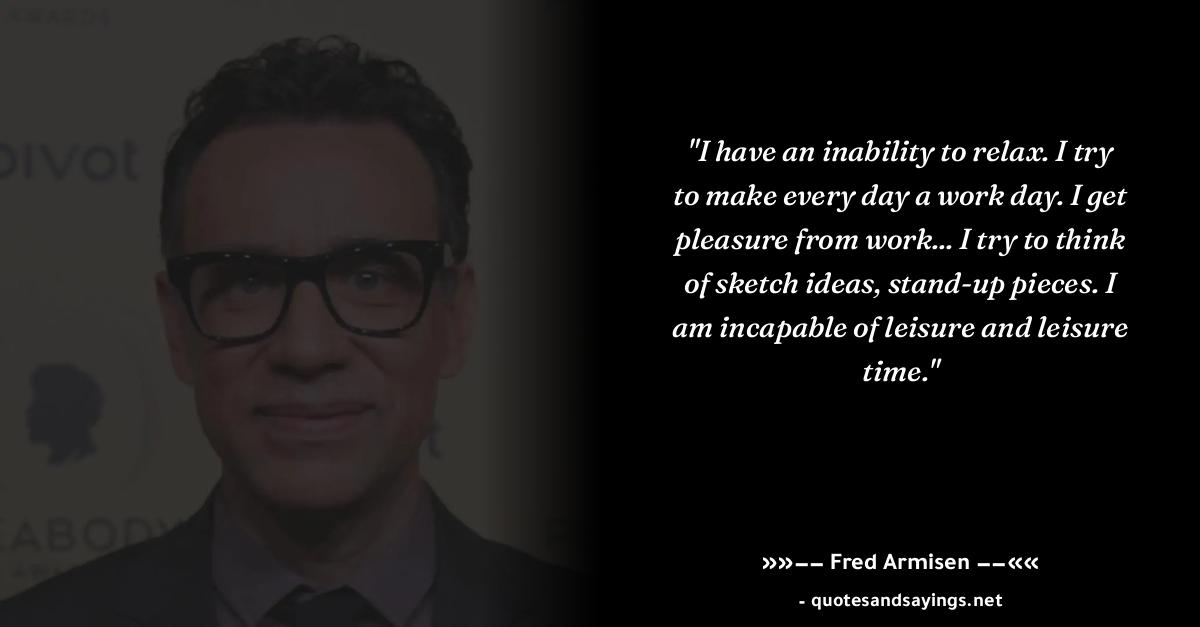 AWARDS
pivot
"I have an inability to relax. I try
to make every day a work day. I get
pleasure from work... I try to think
of sketch ideas, stand-up pieces. I
am incapable of leisure and leisure
time."
EABODY
»»−− Fred Armisen −−««
- quotesandsayings.net